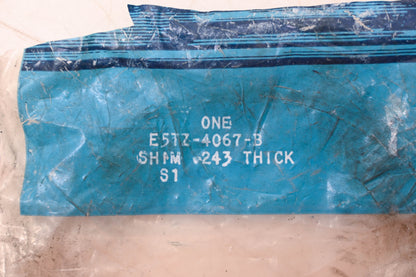 ONE
E5TZ-4067-B
SHIM .243 THICK
S1